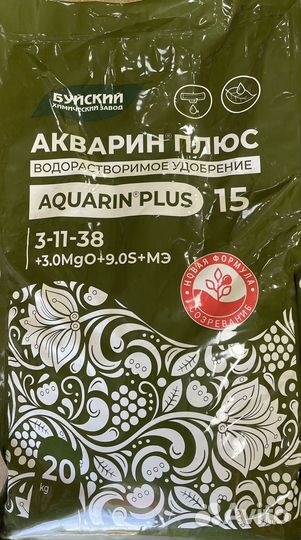 БУЙСКИЙ
ХИМИЧЕСКИЙ ЗАВОД
АКВАРИН® ПЛЮС
ВОДОРАСТВОРИМОЕ УДОБРЕНИЕ
AQUARIN® PLUS 15
3-11-38
+3.0MgO+9.0S+МЭ
НОВАЯ ФОРМУЛА
СОЗРЕВАНИЕ
20
kg
Avito